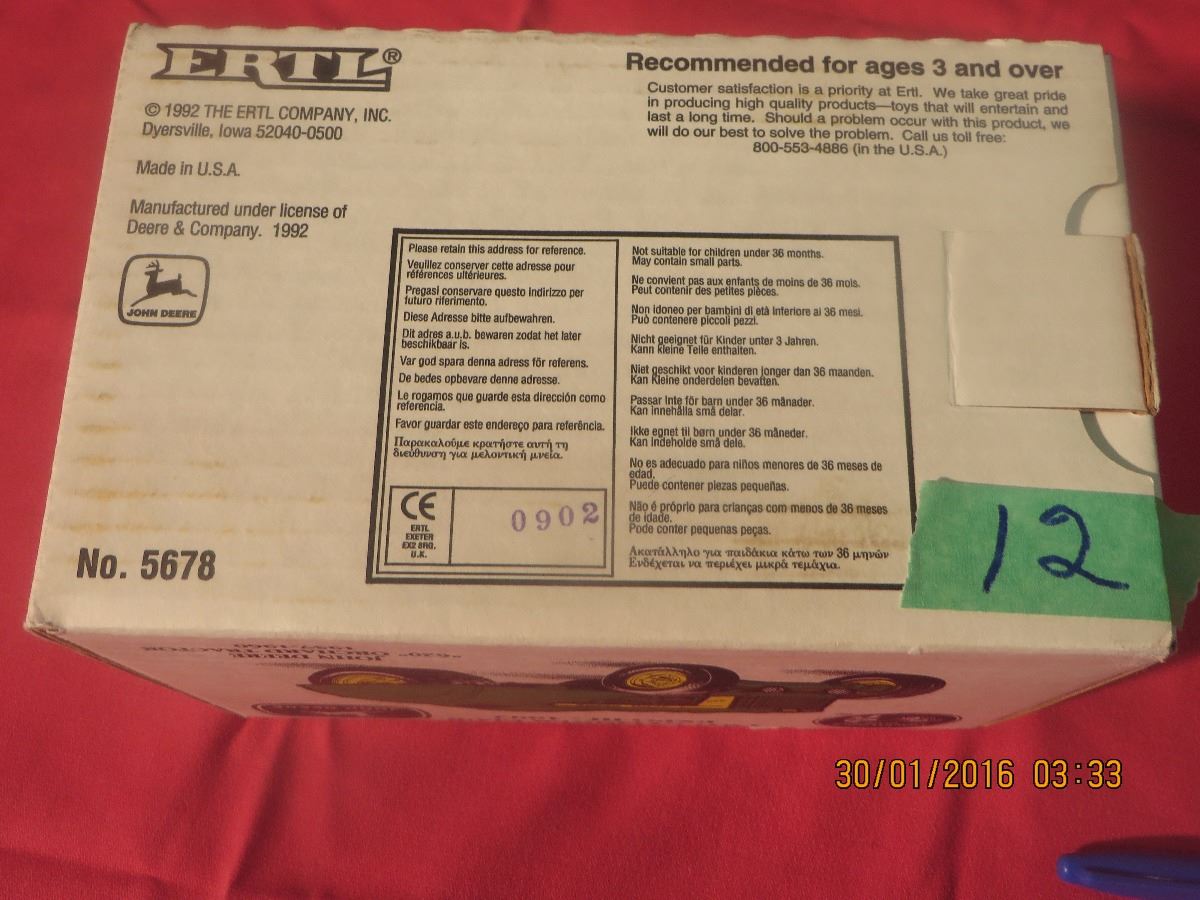 ERTL®
© 1992 THE ERTL COMPANY, INC.
Dyersville, Iowa 52040-0500
Made in U.S.A.
Manufactured under license of
Deere & Company. 1992
JOHN DEERE
No. 5678
Recommended for ages 3 and over
Customer satisfaction is a priority at Ertl. We take great pride
in producing high quality products—toys that will entertain and
last a long time. Should a problem occur with this product, we
will do our best to solve the problem. Call us toll free:
800-553-4886 (in the U.S.A.)
Please retain this address for reference.
Veuillez conserver cette adresse pour
références ultérieures.
Pregasi conservare questo indirizzo per
futuro riferimento.
Diese Adresse bitte aufbewahren.
Dit adres a.u.b. bewaren zodat het later
beschikbaar is.
Var god spara denna adress för referens.
De bedes opbevare denne adresse.
Le rogamos que guarde esta dirección como
referencia.
Favor guardar este endereço para referência.
Παρακαλούμε κρατήστε αυτή τη
διεύθυνση για μελοντική μνεία.
CE
ERTL
EXETER
EX2 8RG.
U.K.
0902
Not suitable for children under 36 months.
May contain small parts.
Ne convient pas aux enfants de moins de 36 mois.
Peut contenir des petites pièces.
Non idoneo per bambini di età inferiore ai 36 mesi.
Può contenere piccoli pezzi.
Nicht geeignet für Kinder unter 3 Jahren.
Kann kleine Teile enthalten.
Niet geschikt voor kinderen jonger dan 36 maanden.
Kan Kleine onderdelen bevatten.
Passar Inte för barn under 36 månader.
Kan innehålla små delar.
Ikke egnet til børn under 36 måneder.
Kan indeholde små dele.
No es adecuado para niños menores de 36 meses de
edad.
Puede contener piezas pequeñas.
Não é próprio para crianças com menos de 36 meses
de idade.
Pode conter pequenas peças.
Ακατάλληλο για παιδάκια κάτω των 36 μηνών
Ενδέχεται να περιέχει μικρά τεμάχια.
12
JOHN DEERE
"620" ORCHARD TRACTOR
1957-1960
30/01/2016 03:33